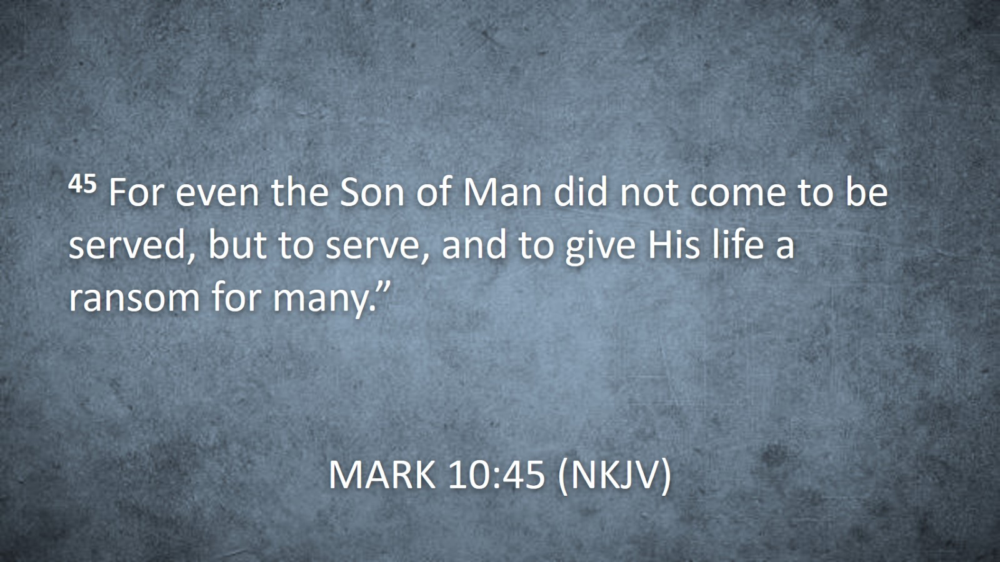 45 For even the Son of Man did not come to be
served, but to serve, and to give His life a
ransom for many.”
MARK 10:45 (NKJV)